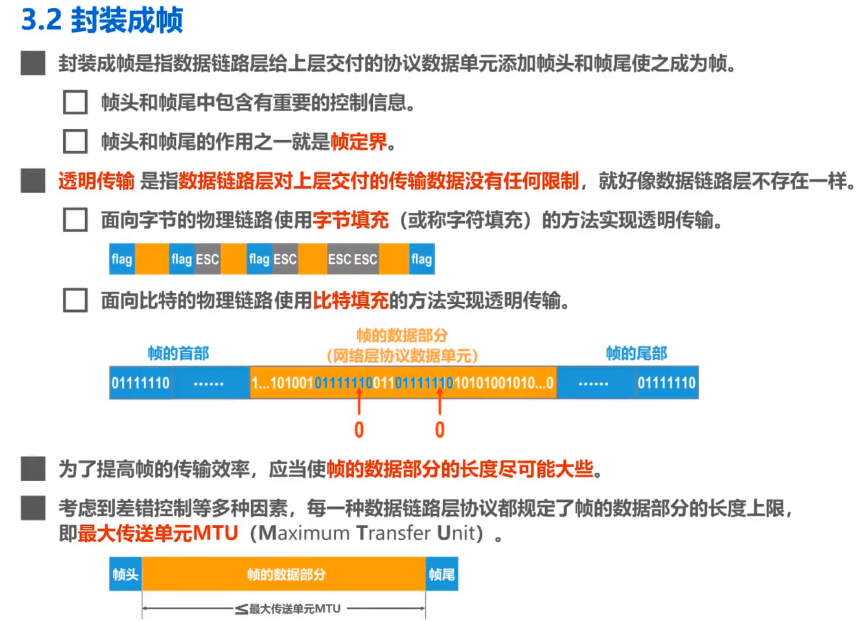 3.2 封装成帧
封装成帧是指数据链路层给上层交付的协议数据单元添加帧头和帧尾使之成为帧。
帧头和帧尾中包含有重要的控制信息。
帧头和帧尾的作用之一就是帧定界。
透明传输 是指数据链路层对上层交付的传输数据没有任何限制，就好像数据链路层不存在一样。
面向字节的物理链路使用字节填充（或称字符填充）的方法实现透明传输。
flag flag ESC flag ESC ESC ESC flag
面向比特的物理链路使用比特填充的方法实现透明传输。
帧的数据部分
帧的首部 （网络层协议数据单元） 帧的尾部
01111110 …… 1...10100101111110011011111101010101001010...0 …… 01111110
0 0
为了提高帧的传输效率，应当使帧的数据部分的长度尽可能大些。
考虑到差错控制等多种因素，每一种数据链路层协议都规定了帧的数据部分的长度上限，
即最大传送单元MTU（Maximum Transfer Unit）。
帧头 帧的数据部分 帧尾
≦最大传送单元MTU